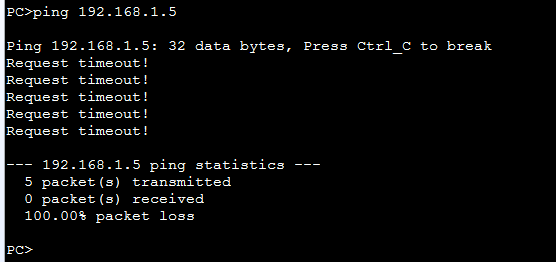 PC>ping 192.168.1.5
Ping 192.168.1.5: 32 data bytes, Press Ctrl_C to break
Request timeout!
Request timeout!
Request timeout!
Request timeout!
Request timeout!
--- 192.168.1.5 ping statistics ---
5 packet(s) transmitted
0 packet(s) received
100.00% packet loss
PC>